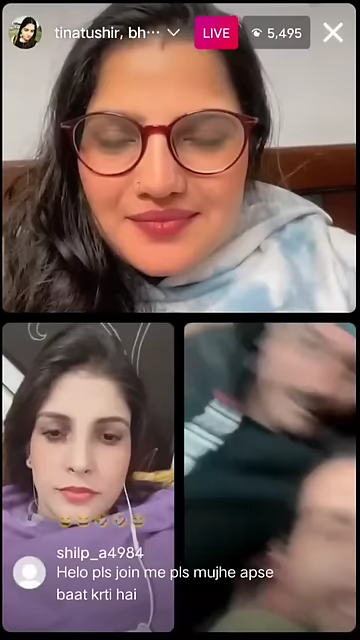 tinatushir, bh... LIVE 5,495
shilp_a4984
Helo pls join me pls mujhe apse
baat krti hai